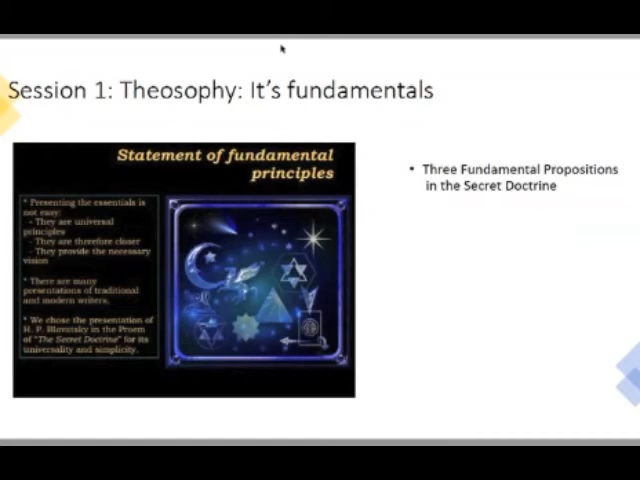 Session 1: Theosophy: It's fundamentals
Statement of fundamental
principles
* Presenting the essentials is
not easy:
- They are universal
principles
- They are therefore closer
- They provide the necessary
vision
* There are many
presentations of traditional
and modern writers.
* We chose the presentation of
H. P. Blavatsky in the Proem
of "The Secret Doctrine" for its
universality and simplicity.
• Three Fundamental Propositions
in the Secret Doctrine